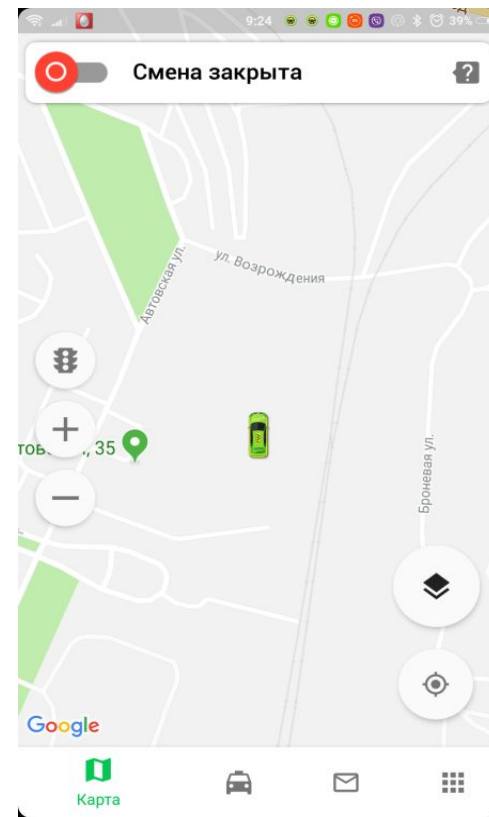 9:24
39%
Смена закрыта
ул. Возрождения
Автовская ул.
35
Броневая ул.
Google
Карта